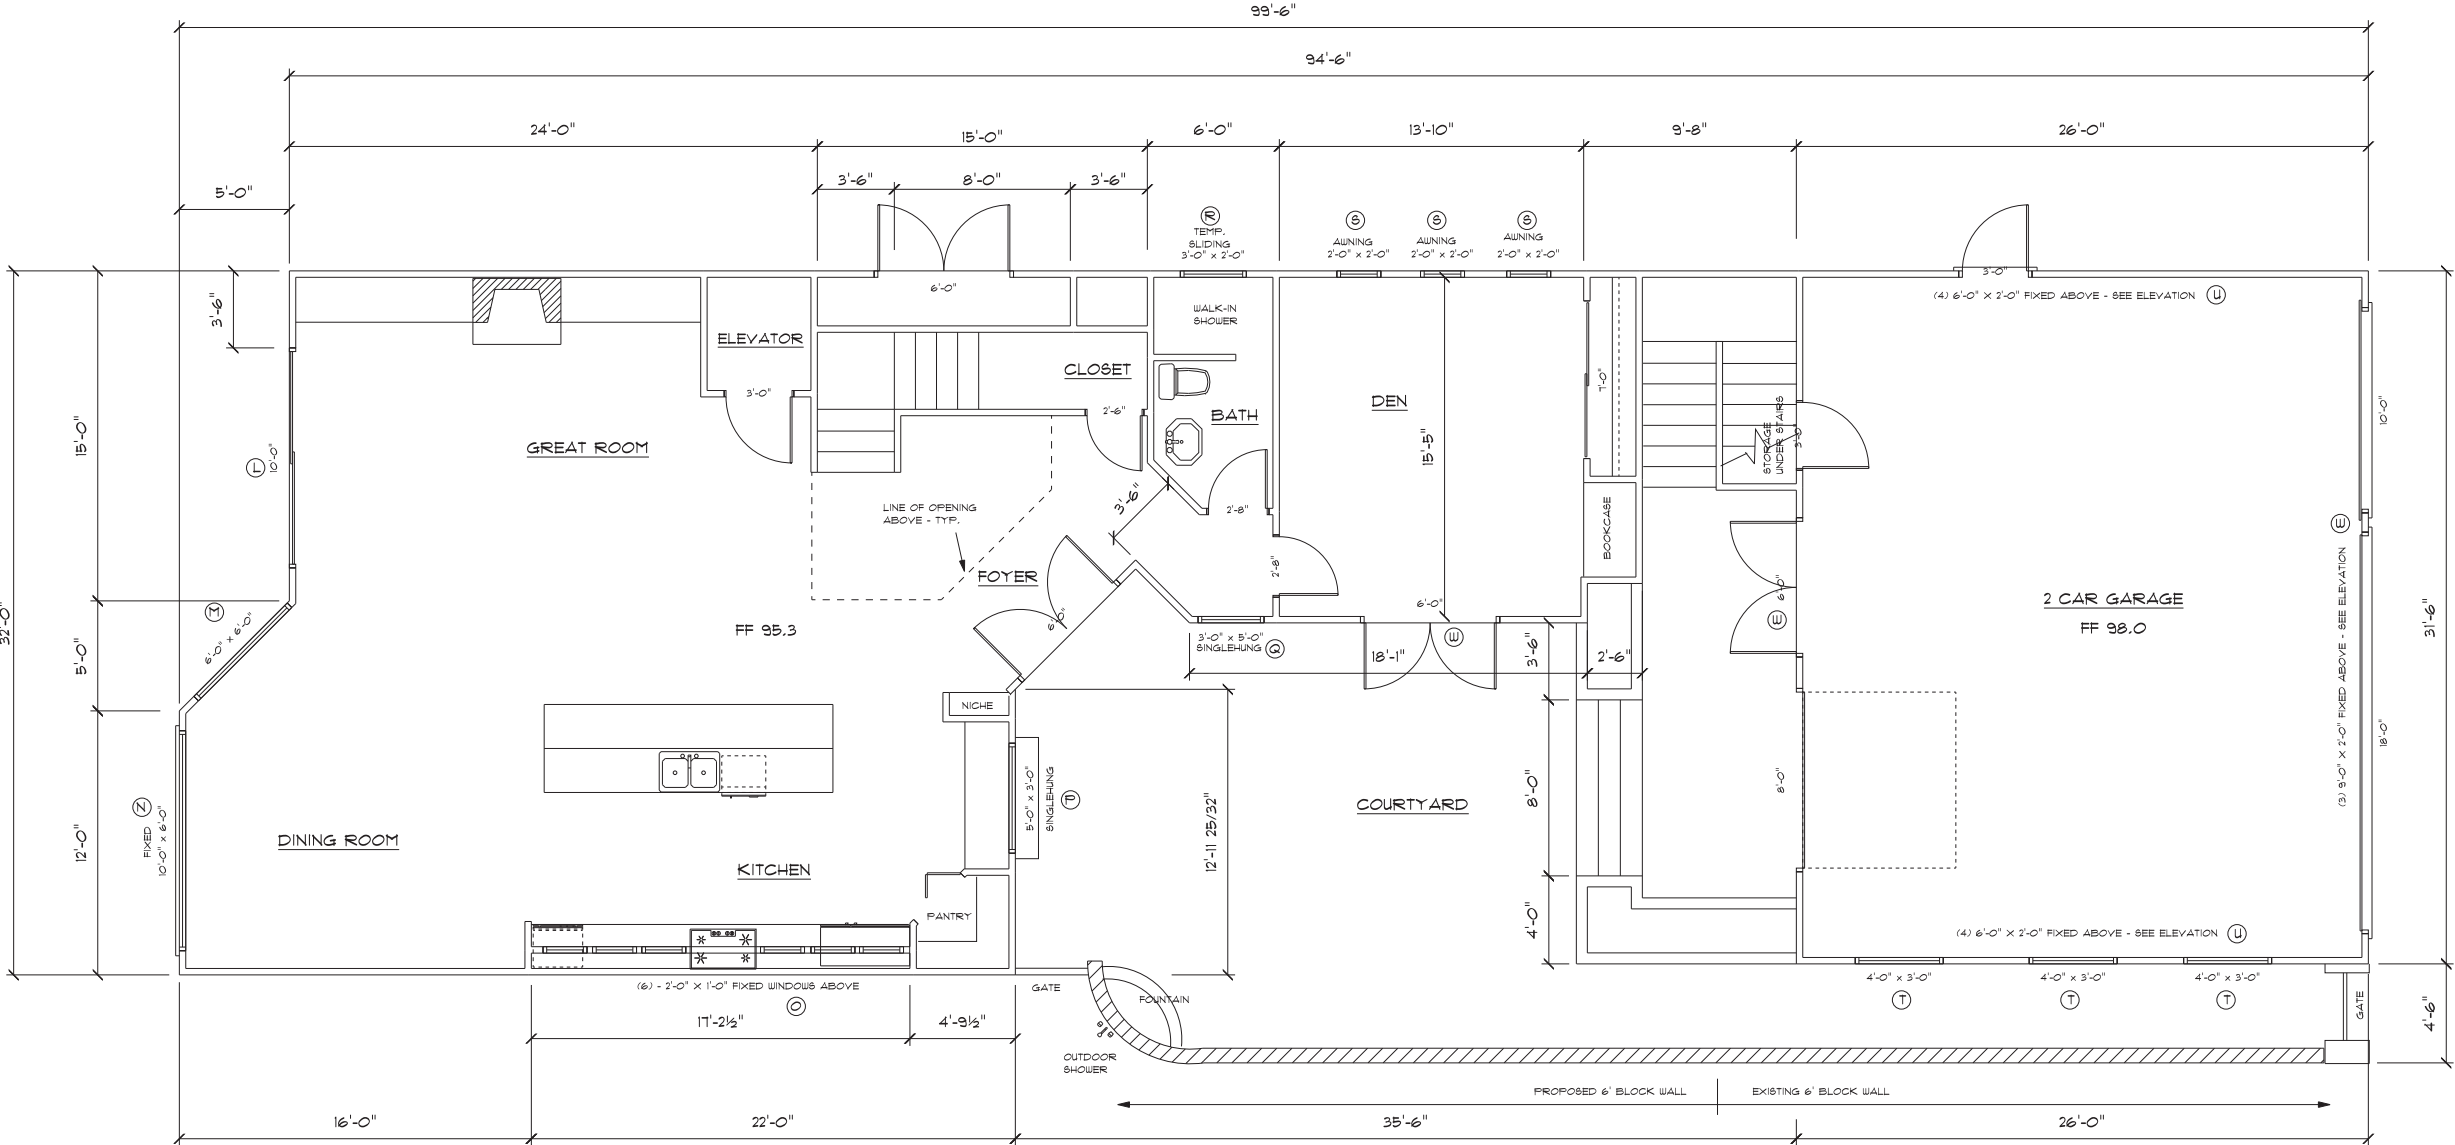 99'-6"
94'-6"
24'-0"
15'-0"
6'-0"
13'-10"
9'-8"
26'-0"
5'-0"
3'-6"
8'-0"
3'-6"
R
TEMP.
SLIDING
3'-0" X 2'-0"
S
AWNING
2'-0" X 2'-0"
S
AWNING
2'-0" X 2'-0"
S
AWNING
2'-0" X 2'-0"
6'-0"
3'-0"
(4) 6'-0" X 2'-0" FIXED ABOVE - SEE ELEVATION U
3'-6"
WALK-IN
SHOWER
ELEVATOR
3'-0"
CLOSET
2'-6"
BATH
DEN
15'-5"
7'-0"
STORAGE
UNDER STAIRS
3'-0"
10'-0"
15'-0"
GREAT ROOM
L
10'-0"
LINE OF OPENING
ABOVE - TYP.
3'-6"
2'-8"
BOOKCASE
W
(3) 9'-0" X 2'-0" FIXED ABOVE - SEE ELEVATION
FOYER
6'-0"
2'-8"
6'-0"
W
6'-0"
W
2 CAR GARAGE
FF 98.0
31'-6"
32'-0"
M
6'-0" x 6'-0"
5'-0"
FF 95.3
3'-0" x 5'-0"
SINGLEHUNG Q
18'-1"
3'-6"
2'-6"
NICHE
18'-0"
5'-0" x 3'-0"
SINGLEHUNG
P
12'-11 25/32"
COURTYARD
8'-0"
8'-0"
N
FIXED
10'-0" x 6'-0"
12'-0"
DINING ROOM
KITCHEN
PANTRY
4'-0"
(4) 6'-0" X 2'-0" FIXED ABOVE - SEE ELEVATION U
(6) - 2'-0" X 1'-0" FIXED WINDOWS ABOVE
O
GATE
FOUNTAIN
4'-0" x 3'-0"
T
4'-0" x 3'-0"
T
4'-0" x 3'-0"
T
GATE
4'-6"
17'-2½"
4'-9½"
OUTDOOR
SHOWER
PROPOSED 6' BLOCK WALL
EXISTING 6' BLOCK WALL
16'-0"
22'-0"
35'-6"
26'-0"